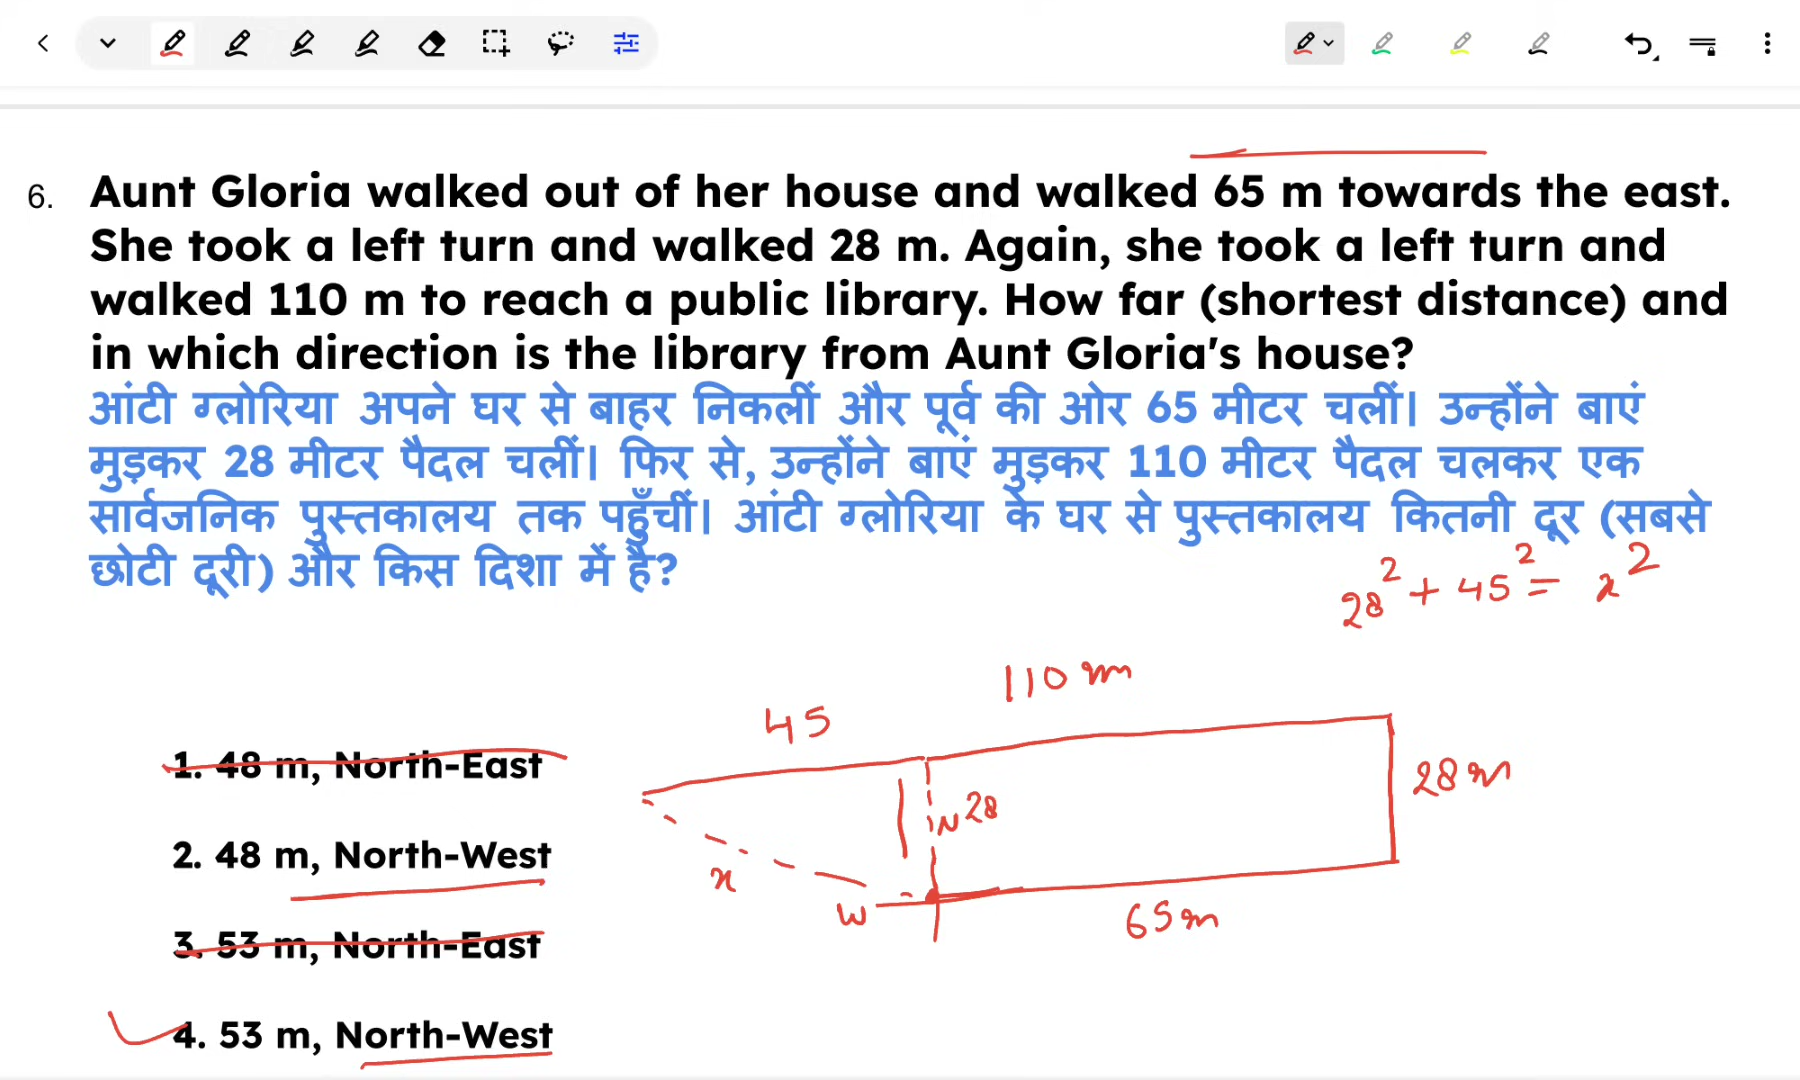 6. Aunt Gloria walked out of her house and walked 65 m towards the east.
She took a left turn and walked 28 m. Again, she took a left turn and
walked 110 m to reach a public library. How far (shortest distance) and
in which direction is the library from Aunt Gloria's house?
आंटी ग्लोरिया अपने घर से बाहर निकलीं और पूर्व की ओर 65 मीटर चलीं। उन्होंने बाएं
मुड़कर 28 मीटर पैदल चलीं। फिर से, उन्होंने बाएं मुड़कर 110 मीटर पैदल चलकर एक
सार्वजनिक पुस्तकालय तक पहुँचीं। आंटी ग्लोरिया के घर से पुस्तकालय कितनी दूर (सबसे
छोटी दूरी) और किस दिशा में है?
28² + 45² = x²
110 m
45
1. 48 m, North-East
28 m
N 28
2. 48 m, North-West
x
W
65 m
3. 53 m, North-East
4. 53 m, North-West